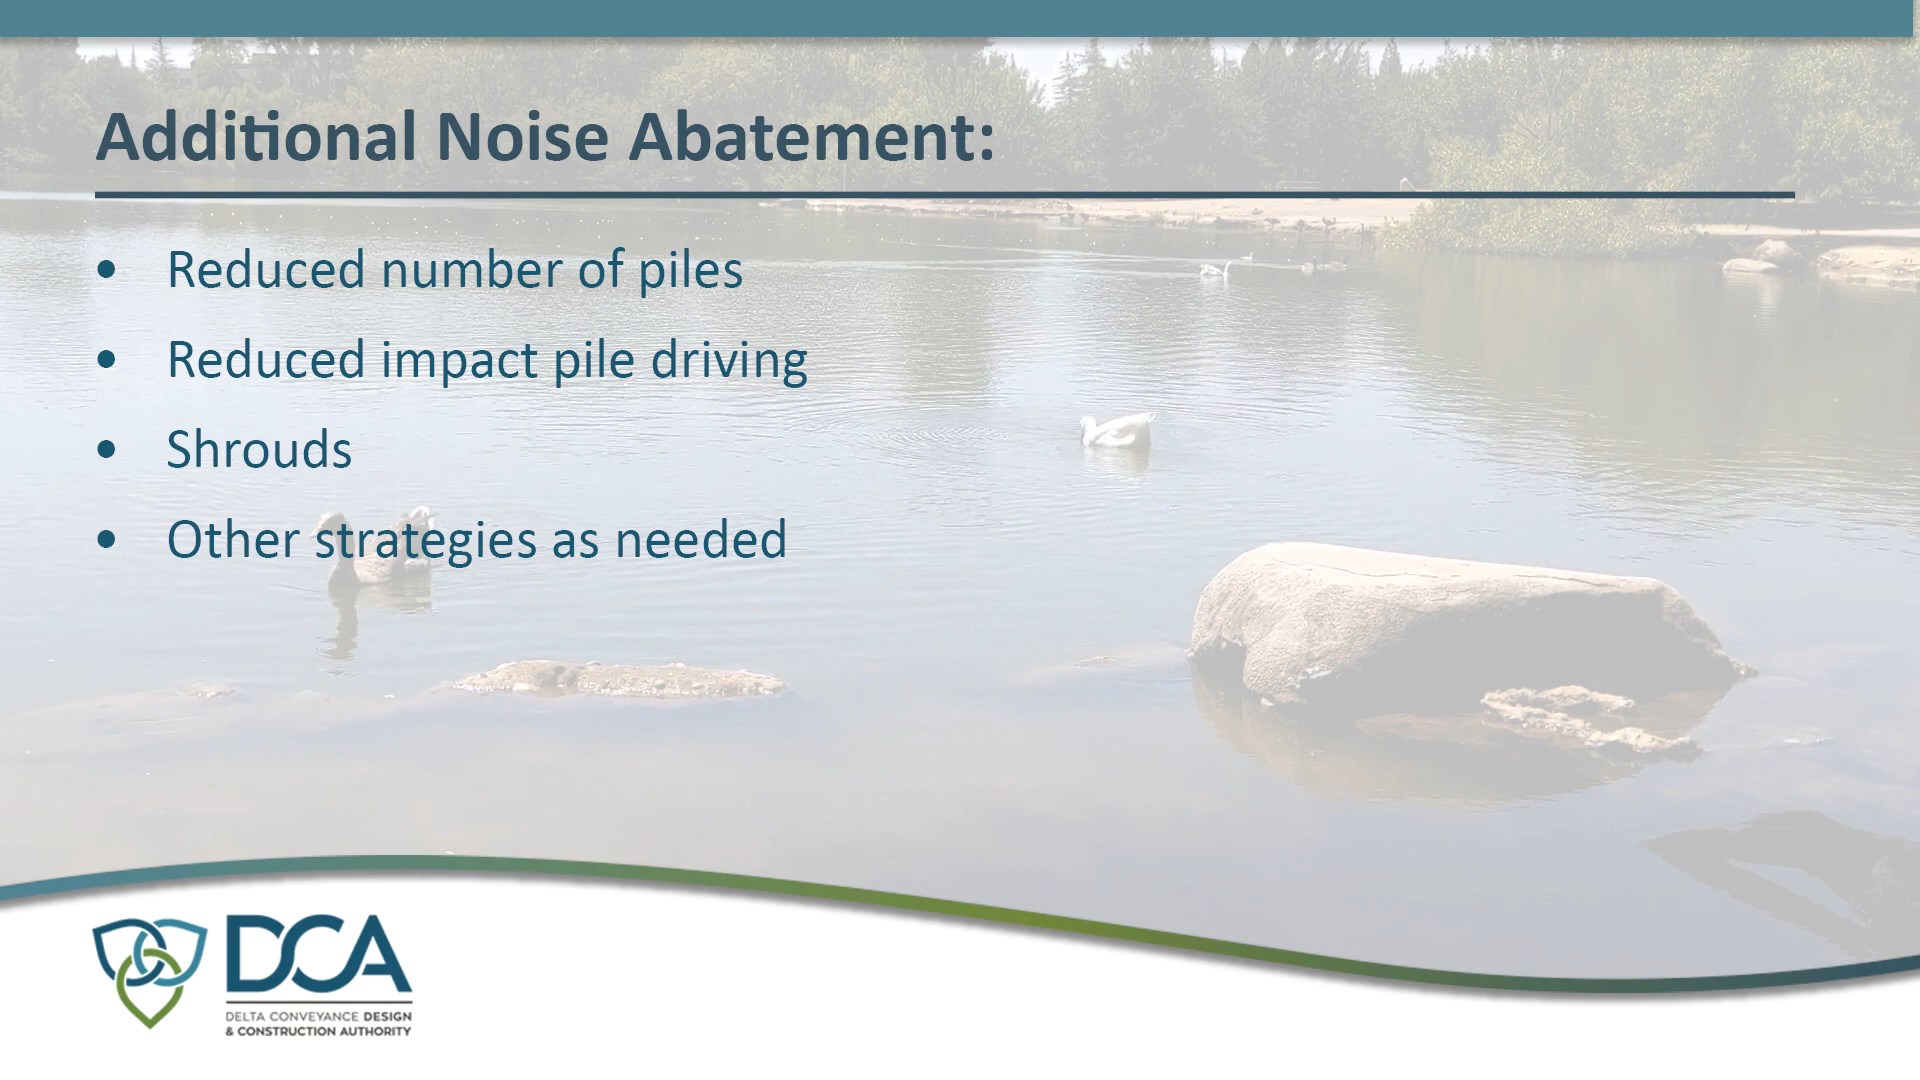 Additional Noise Abatement:
• Reduced number of piles
• Reduced impact pile driving
• Shrouds
• Other strategies as needed
DCA
DELTA CONVEYANCE DESIGN
& CONSTRUCTION AUTHORITY